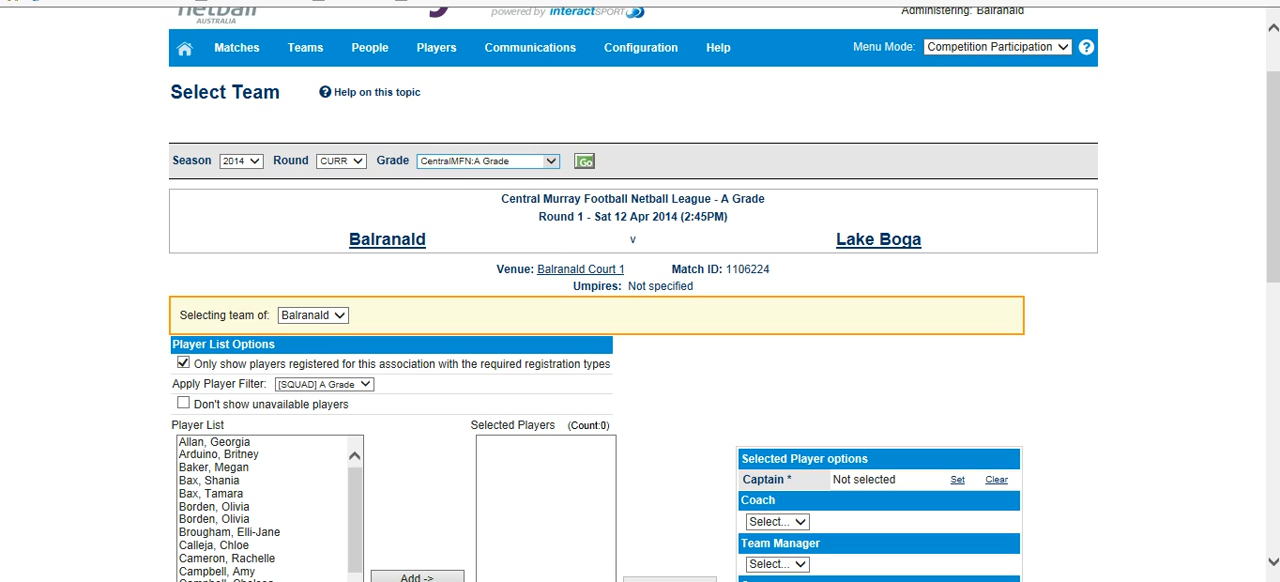 netball
AUSTRALIA
powered by interactSPORT
Administering: Balranald
Matches Teams People Players Communications Configuration Help Menu Mode: Competition Participation ?
Select Team ? Help on this topic
Season 2014 Round CURR Grade CentralMFN:A Grade Go
Central Murray Football Netball League - A Grade
Round 1 - Sat 12 Apr 2014 (2:45PM)
Balranald v Lake Boga
Venue: Balranald Court 1 Match ID: 1106224
Umpires: Not specified
Selecting team of: Balranald
Player List Options
Only show players registered for this association with the required registration types
Apply Player Filter: [SQUAD] A Grade
Don't show unavailable players
Player List Selected Players (Count:0)
Allan, Georgia
Arduino, Britney
Baker, Megan
Bax, Shania
Bax, Tamara
Borden, Olivia
Borden, Olivia
Brougham, Elli-Jane
Calleja, Chloe
Cameron, Rachelle
Campbell, Amy
Campbell, Chelsea
Add ->
Selected Player options
Captain * Not selected Set Clear
Coach
Select...
Team Manager
Select...